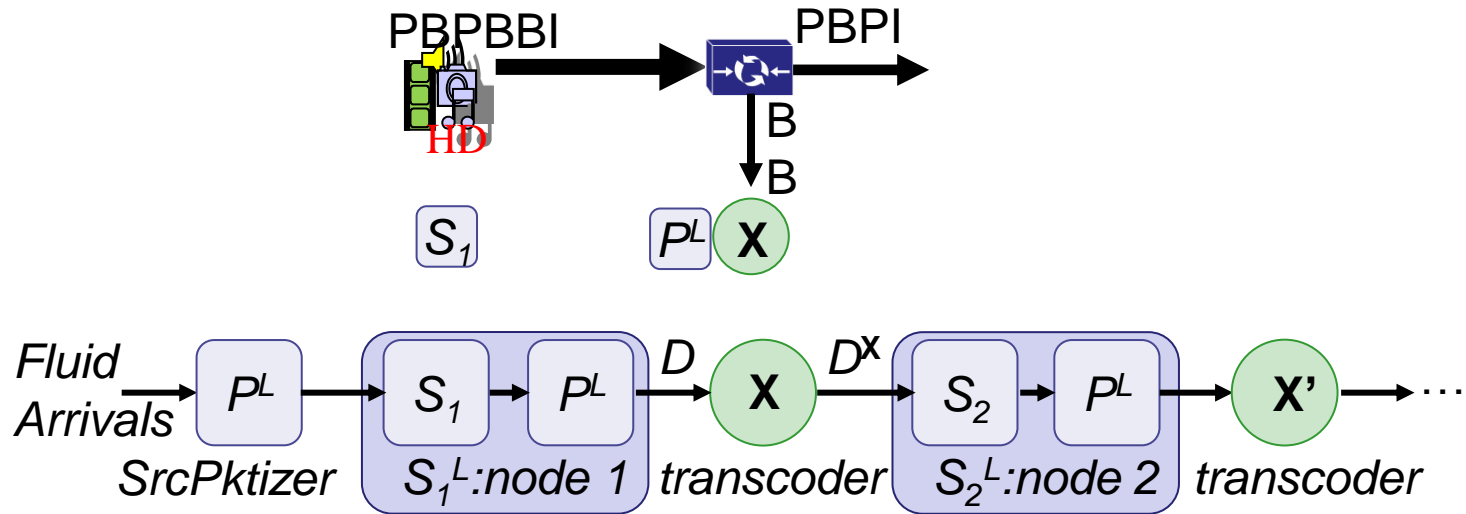 PBPBBI
PBPI
HD
B
B
S₁
Pᴸ
X
Fluid
Arrivals
Pᴸ
S₁
Pᴸ
D
X
Dˣ
S₂
Pᴸ
X’
...
SrcPktizer
S₁ᴸ:node 1
transcoder
S₂ᴸ:node 2
transcoder